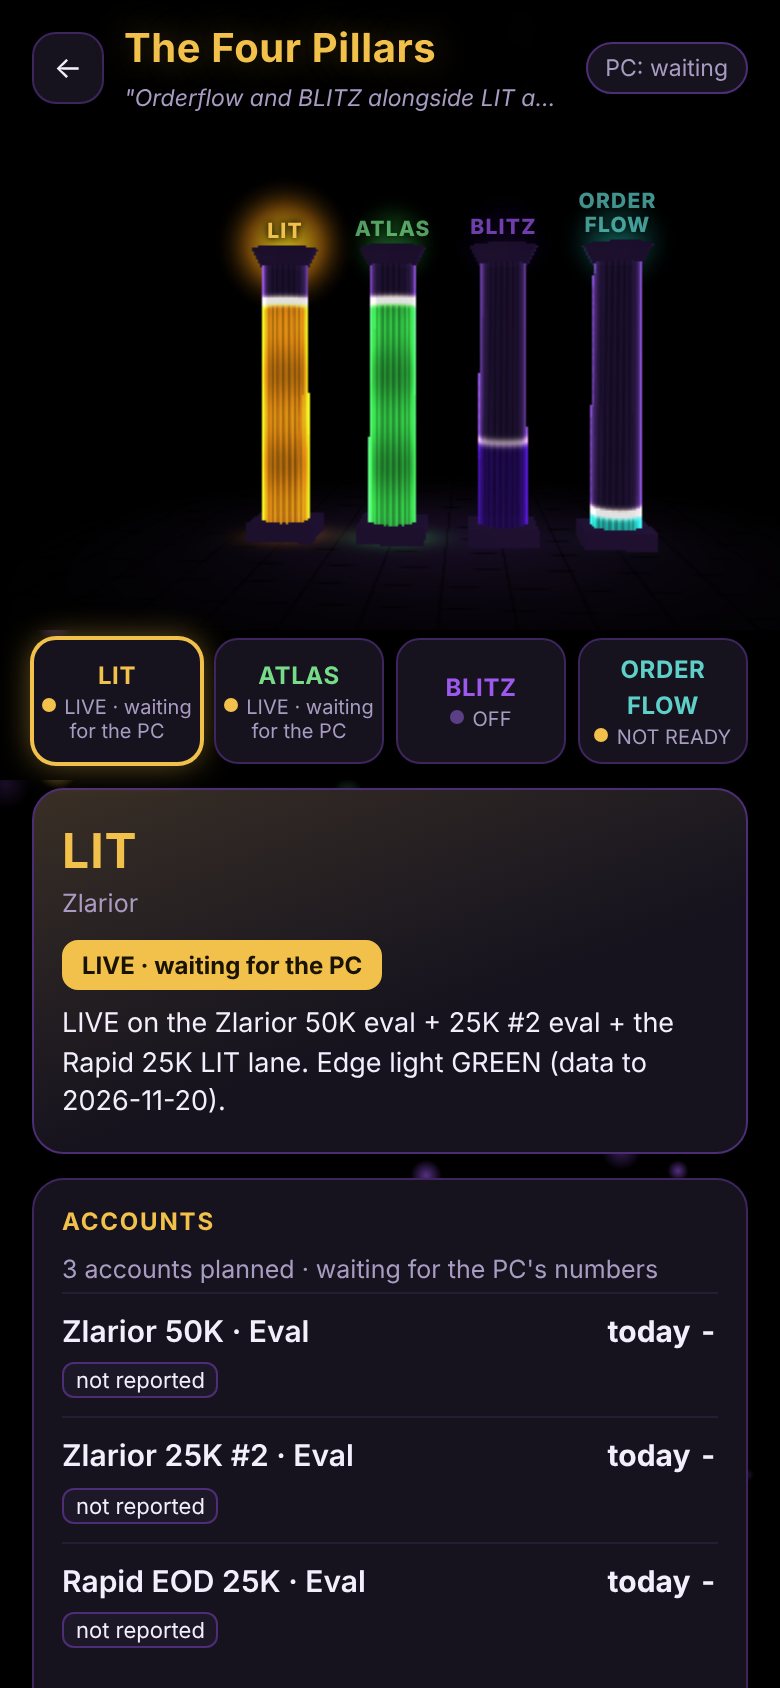 ←
The Four Pillars
"Orderflow and BLITZ alongside LIT a...
PC: waiting
LIT
ATLAS
BLITZ
ORDER
FLOW
LIT
LIVE · waiting
for the PC
ATLAS
LIVE · waiting
for the PC
BLITZ
OFF
ORDER
FLOW
NOT READY
LIT
Zlarior
LIVE · waiting for the PC
LIVE on the Zlarior 50K eval + 25K #2 eval + the
Rapid 25K LIT lane. Edge light GREEN (data to
2026-11-20).
ACCOUNTS
3 accounts planned · waiting for the PC's numbers
Zlarior 50K · Eval
today -
not reported
Zlarior 25K #2 · Eval
today -
not reported
Rapid EOD 25K · Eval
today -
not reported